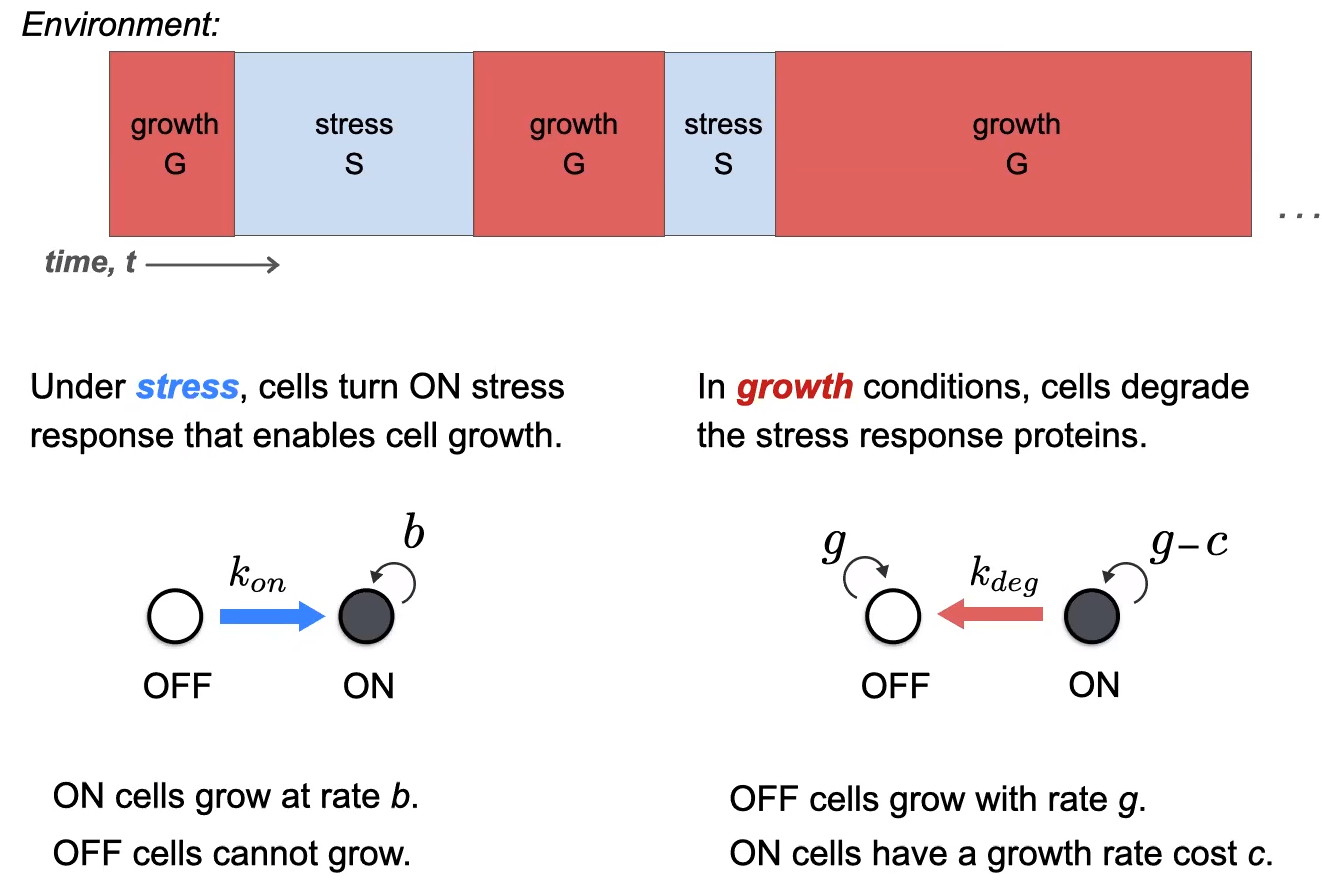 Environment:
growth
G
stress
S
growth
G
stress
S
growth
G
...
time, t
Under stress, cells turn ON stress
response that enables cell growth.
k_on
b
OFF
ON
ON cells grow at rate b.
OFF cells cannot grow.
In growth conditions, cells degrade
the stress response proteins.
g
k_deg
g-c
OFF
ON
OFF cells grow with rate g.
ON cells have a growth rate cost c.